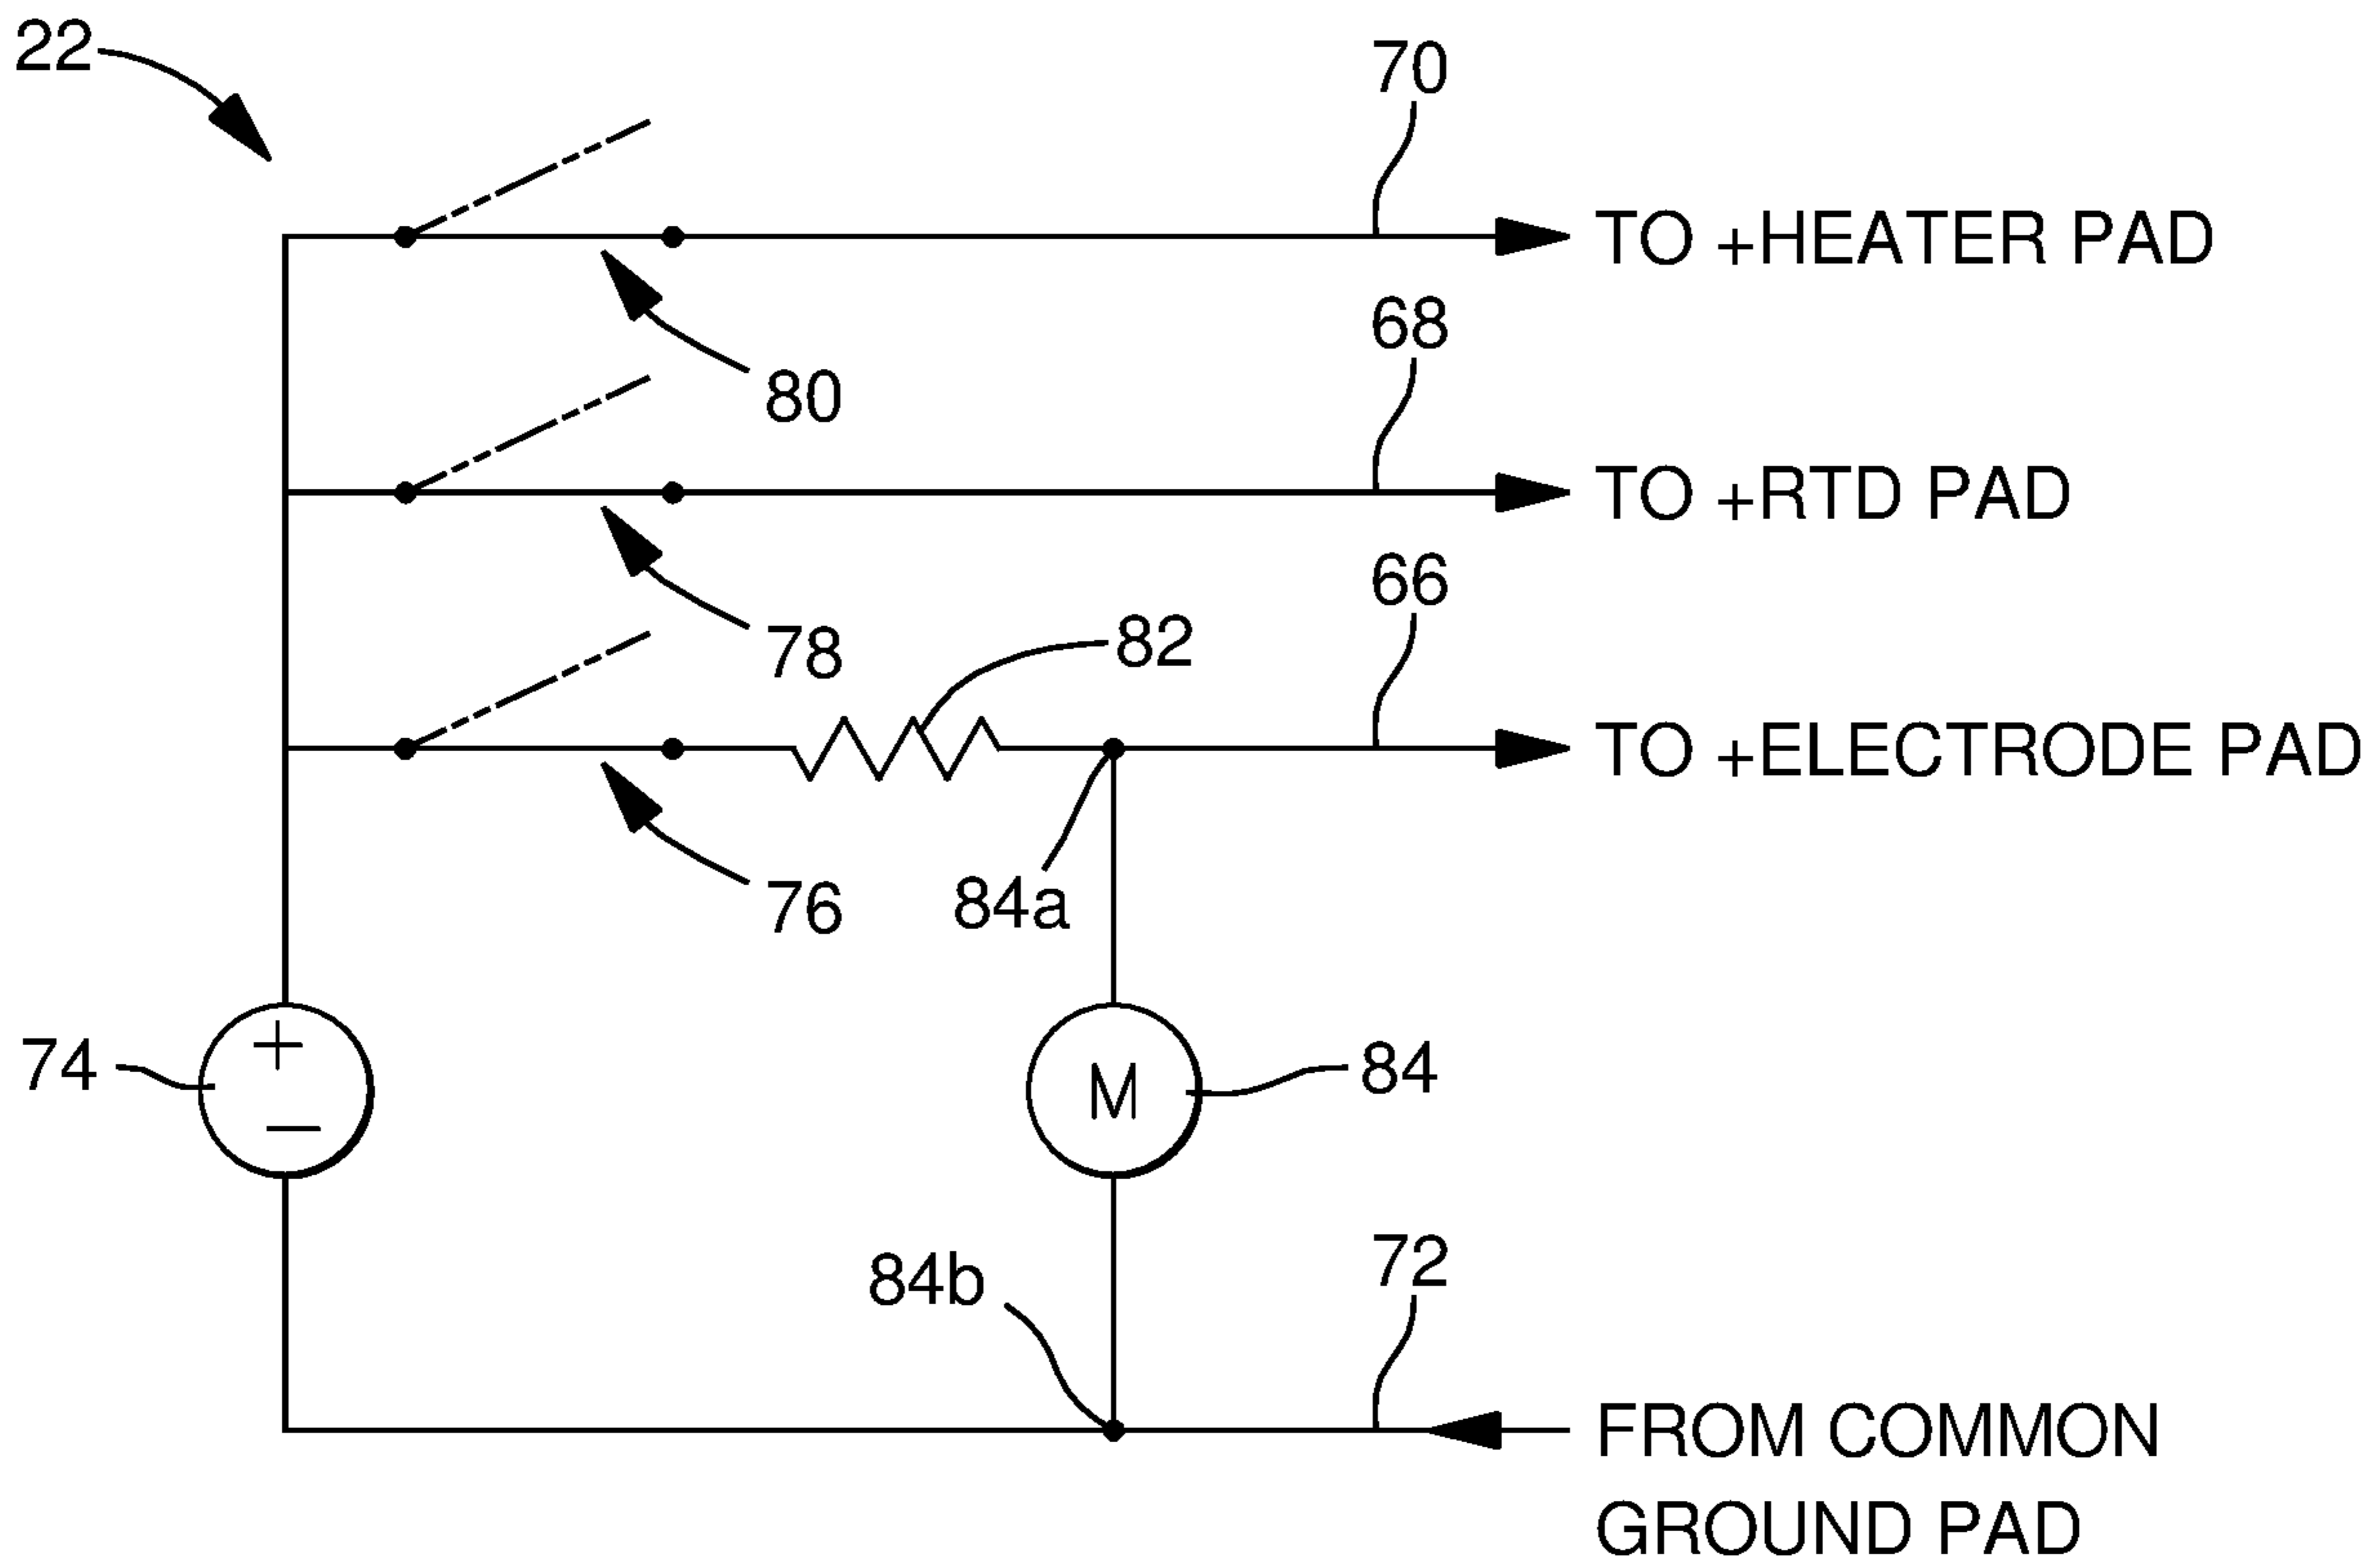 22
70
TO +HEATER PAD
80
68
TO +RTD PAD
78
82
66
TO +ELECTRODE PAD
76
84a
74
+
−
M
84
84b
72
FROM COMMON
GROUND PAD